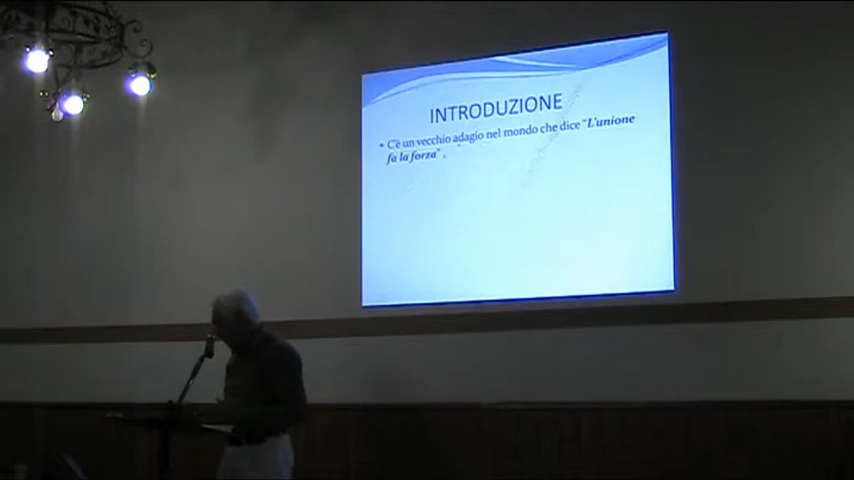 INTRODUZIONE
• C'è un vecchio adagio nel mondo che dice "L'unione
fa la forza" ,